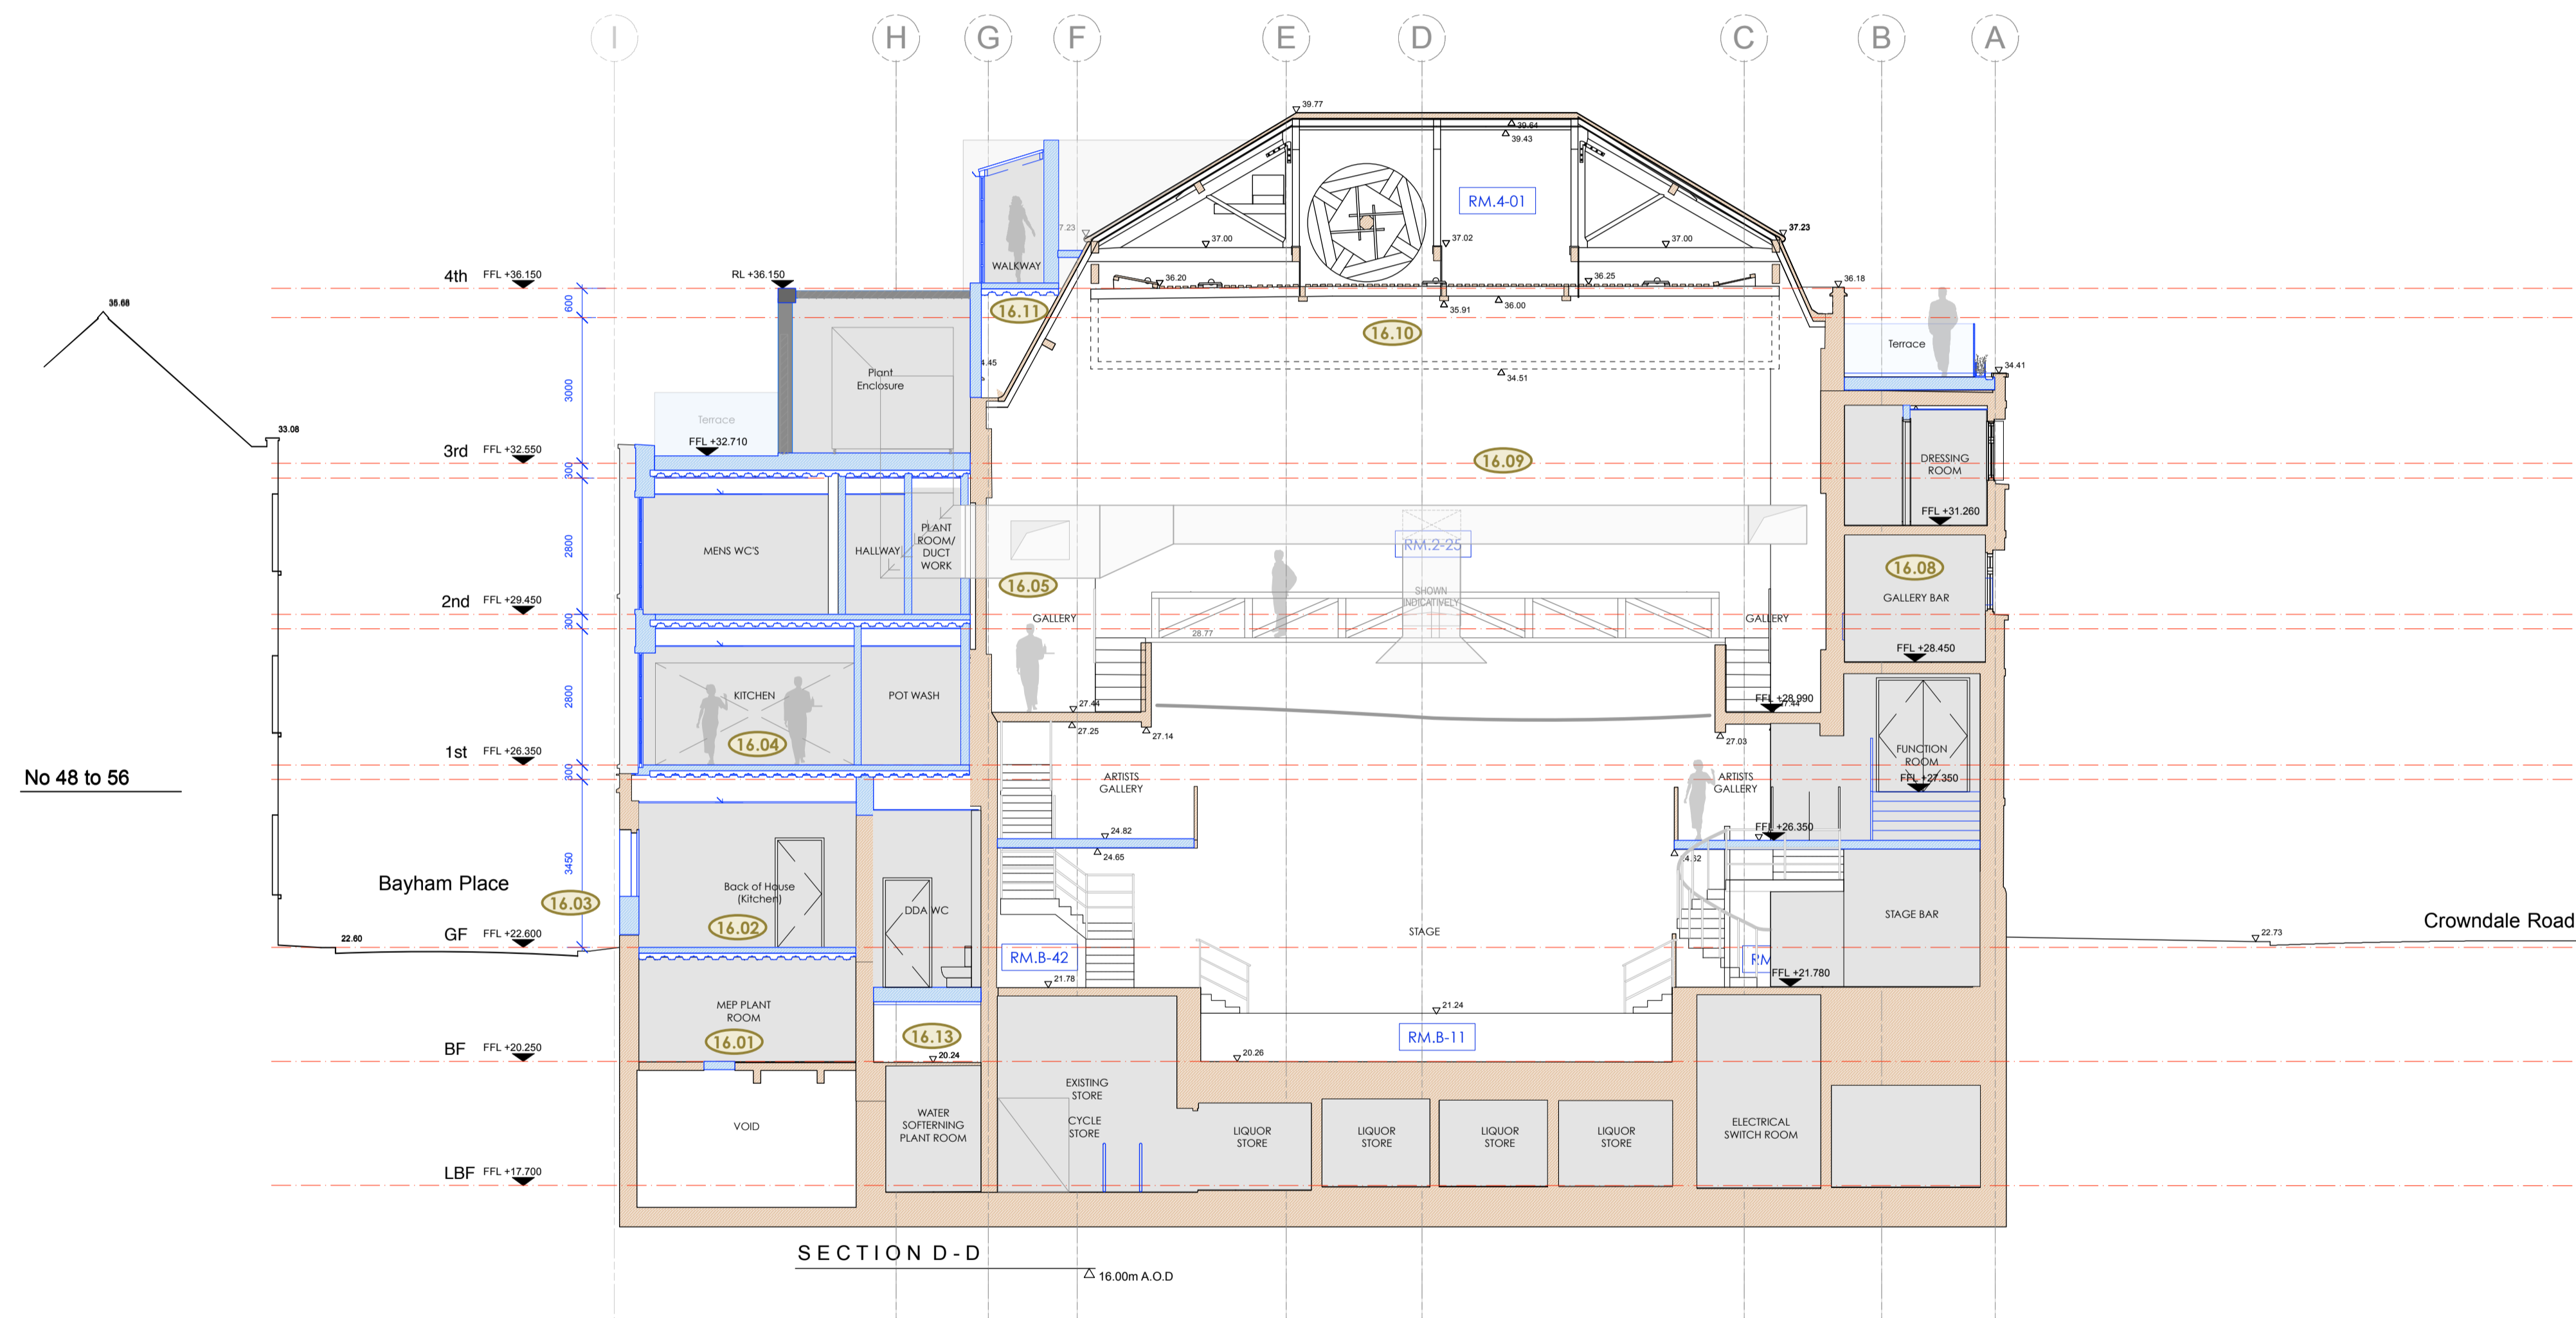 I
H
G
F
E
D
C
B
A
39.77
39.64
39.43
RM.4-01
7.23
37.00
37.02
37.00
37.23
WALKWAY
4th FFL +36.150
RL +36.150
36.20
36.25
36.18
600
16.11
35.91
36.00
35.68
16.10
Terrace
4.45
34.51
34.41
Plant
Enclosure
3000
Terrace
33.08
FFL +32.710
3rd FFL +32.550
16.09
DRESSING
ROOM
300
FFL +31.260
PLANT
ROOM/
DUCT
WORK
MENS WC'S
HALLWAY
RM.2-25
2800
16.05
16.08
SHOWN
INDICATIVELY
GALLERY BAR
2nd FFL +29.450
300
GALLERY
GALLERY
28.77
FFL +28.450
KITCHEN
POT WASH
2800
FFL +28.990
27.44
27.44
27.25
27.14
27.03
16.04
FUNCTION
ROOM
1st FFL +26.350
300
No 48 to 56
ARTISTS
GALLERY
ARTISTS
GALLERY
FFL +27.350
24.82
FFL +26.350
24.65
3450
Bayham Place
Back of House
(Kitchen)
16.03
16.02
DDA WC
STAGE BAR
22.60
GF FFL +22.600
STAGE
22.73
Crowndale Road
RM.B-42
RM
FFL +21.780
21.78
MEP PLANT
ROOM
21.24
16.01
16.13
RM.B-11
BF FFL +20.250
20.24
20.26
EXISTING
STORE
CYCLE
STORE
VOID
WATER
SOFTERNING
PLANT ROOM
LIQUOR
STORE
LIQUOR
STORE
LIQUOR
STORE
LIQUOR
STORE
ELECTRICAL
SWITCH ROOM
LBF FFL +17.700
SECTION D-D
16.00m A.O.D